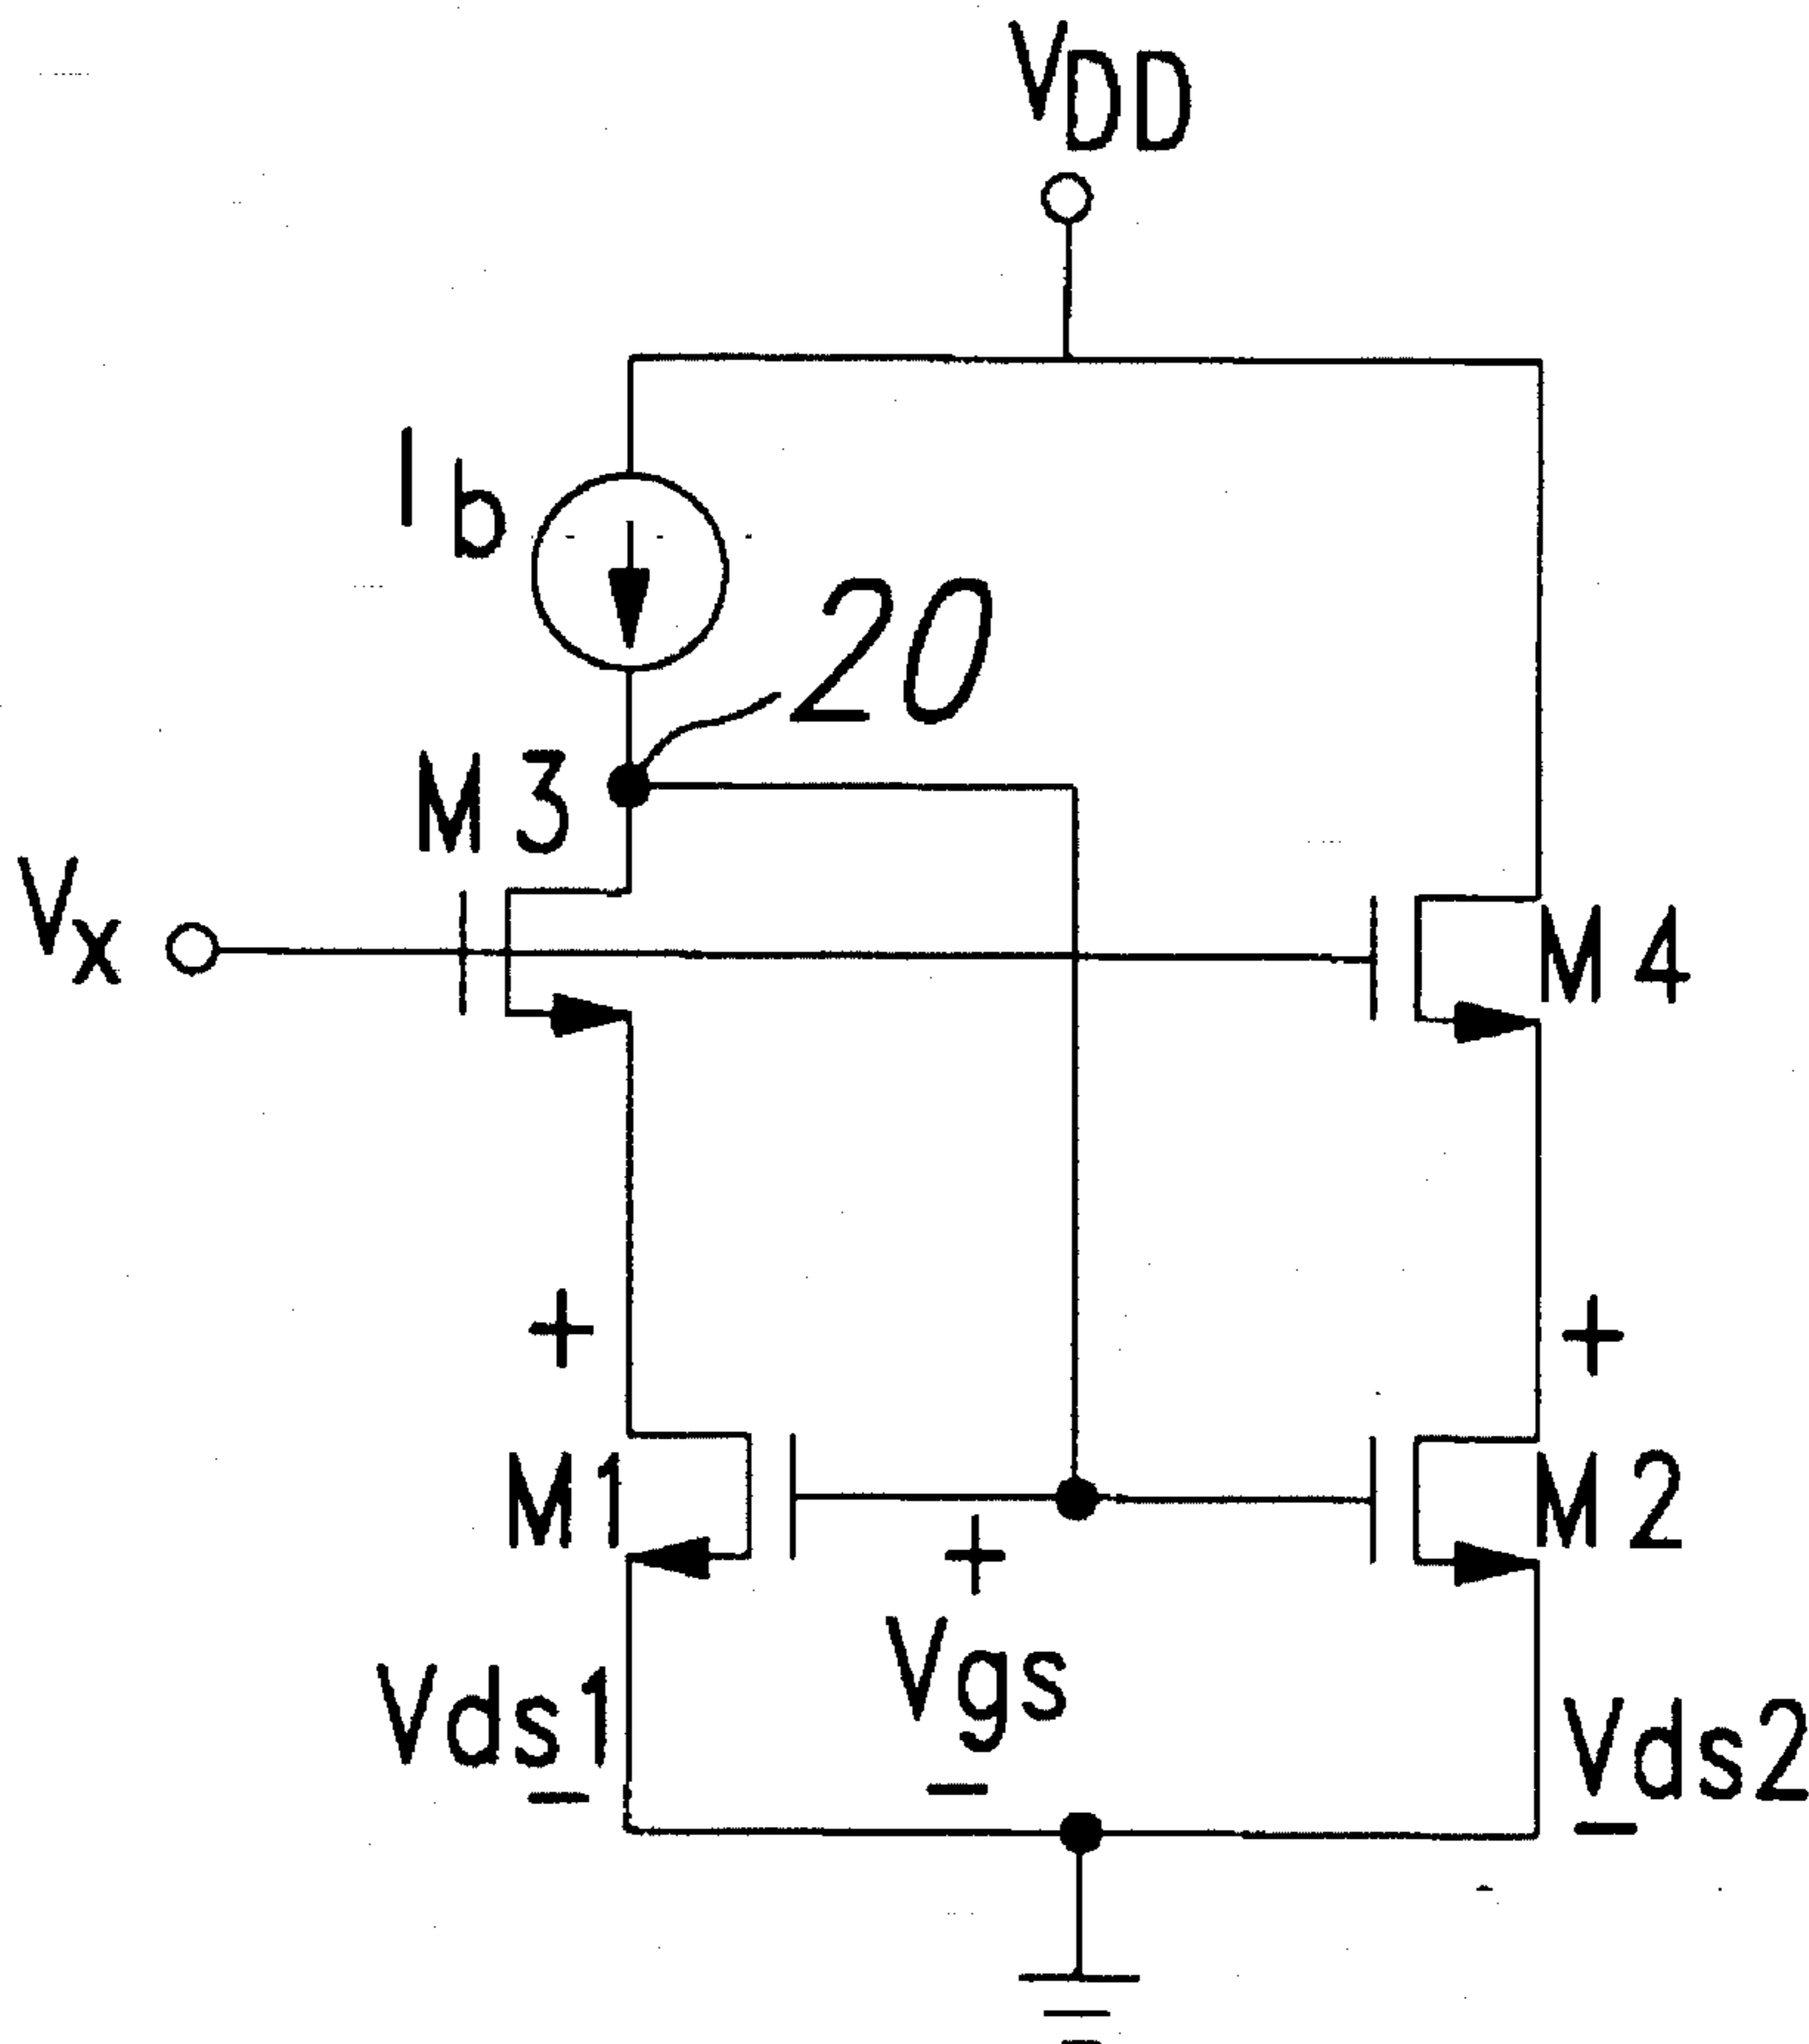 VDD
Ib
20
M3
Vx
M4
+
+
M1
M2
+
Vgs
Vds1
Vds2
-
-
-